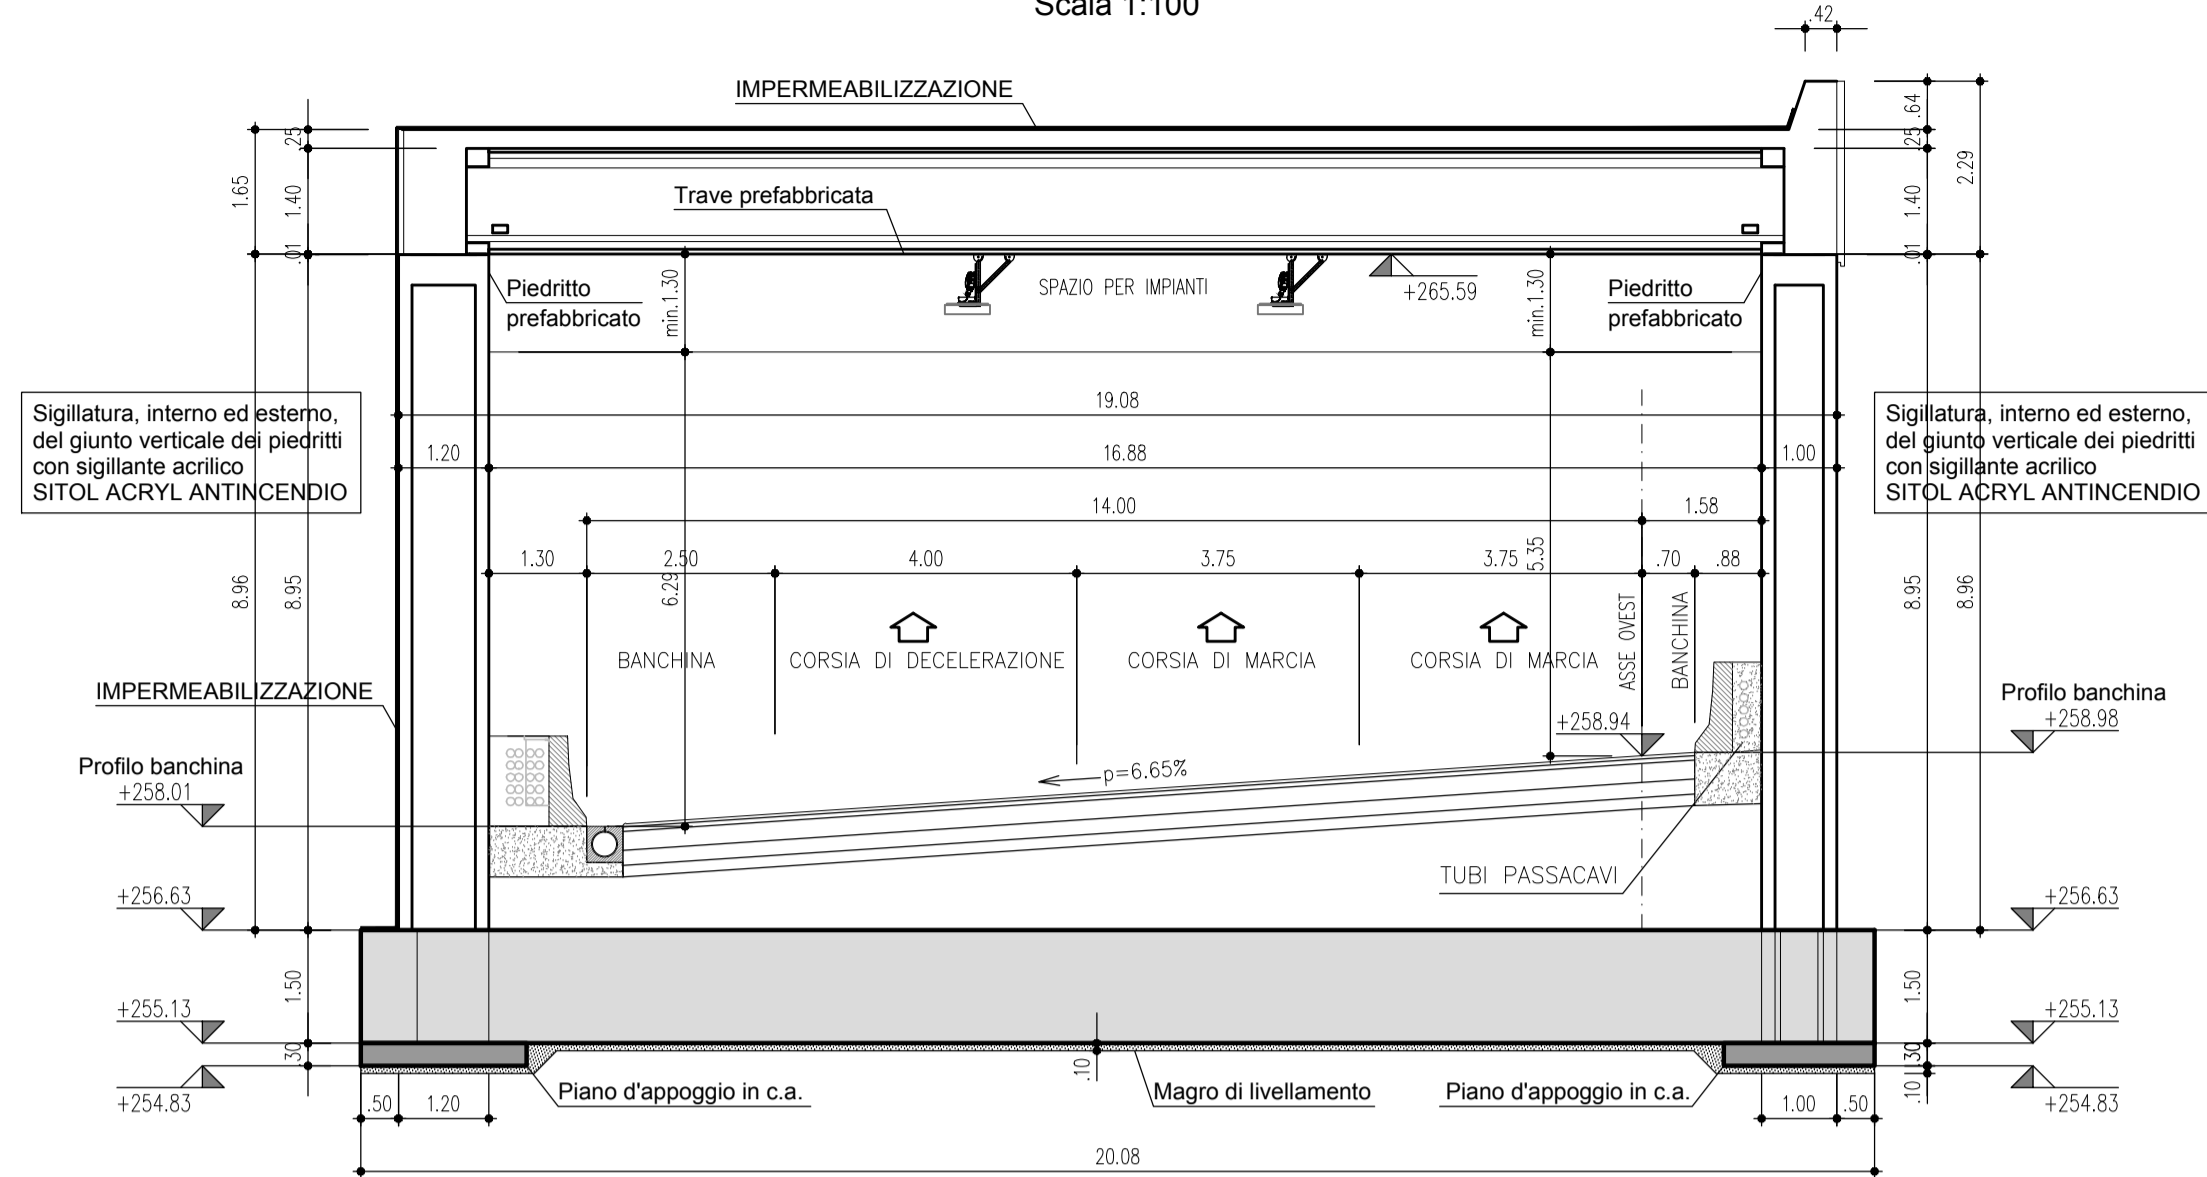 Scala 1:100
.42
IMPERMEABILIZZAZIONE
.64
.25
.25
2.29
1.65
1.40
1.40
Trave prefabbricata
.01
.01
Piedritto
prefabbricato
min.1.30
SPAZIO PER IMPIANTI
+265.59
min.1.30
Piedritto
prefabbricato
Sigillatura, interno ed esterno,
del giunto verticale dei piedritti
con sigillante acrilico
SITOL ACRYL ANTINCENDIO
19.08
Sigillatura, interno ed esterno,
del giunto verticale dei piedritti
con sigillante acrilico
SITOL ACRYL ANTINCENDIO
1.20
16.88
1.00
14.00
1.58
1.30
2.50
4.00
3.75
3.75
.70
.88
6.29
5.35
8.96
8.95
8.95
8.96
BANCHINA
CORSIA DI DECELERAZIONE
CORSIA DI MARCIA
CORSIA DI MARCIA
ASSE OVEST
BANCHINA
IMPERMEABILIZZAZIONE
Profilo banchina
+258.98
+258.94
Profilo banchina
+258.01
p=6.65%
TUBI PASSACAVI
+256.63
+256.63
1.50
1.50
+255.13
+255.13
.30
.10
.30
.10
+254.83
Piano d'appoggio in c.a.
Magro di livellamento
Piano d'appoggio in c.a.
+254.83
.50
1.20
1.00
.50
20.08